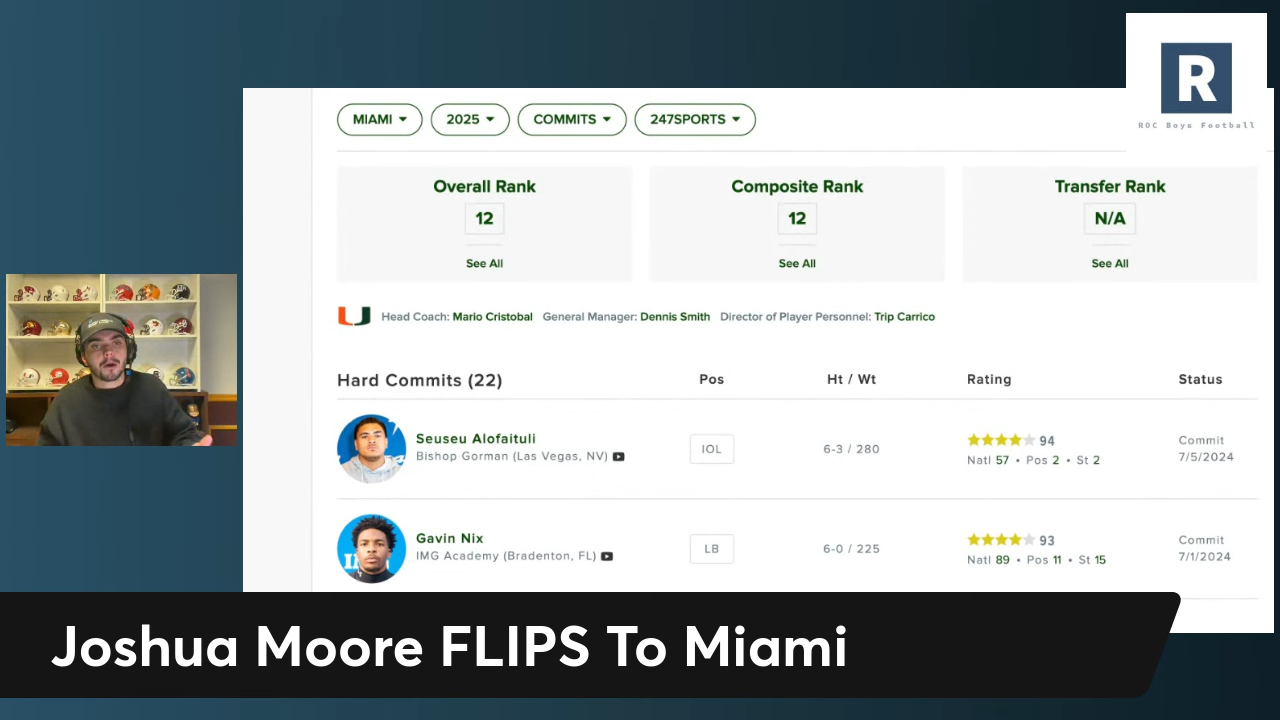 R
ROC Boys Football
MIAMI
2025
COMMITS
247SPORTS
Overall Rank
12
See All
Composite Rank
12
See All
Transfer Rank
N/A
See All
Head Coach: Mario Cristobal General Manager: Dennis Smith Director of Player Personnel: Trip Carrico
Hard Commits (22) Pos Ht / Wt Rating Status
Seuseu Alofaituli
Bishop Gorman (Las Vegas, NV)
IOL
6-3 / 280
94
Natl 57 • Pos 2 • St 2
Commit
7/5/2024
Gavin Nix
IMG Academy (Bradenton, FL)
LB
6-0 / 225
93
Natl 89 • Pos 11 • St 15
Commit
7/1/2024
Joshua Moore FLIPS To Miami